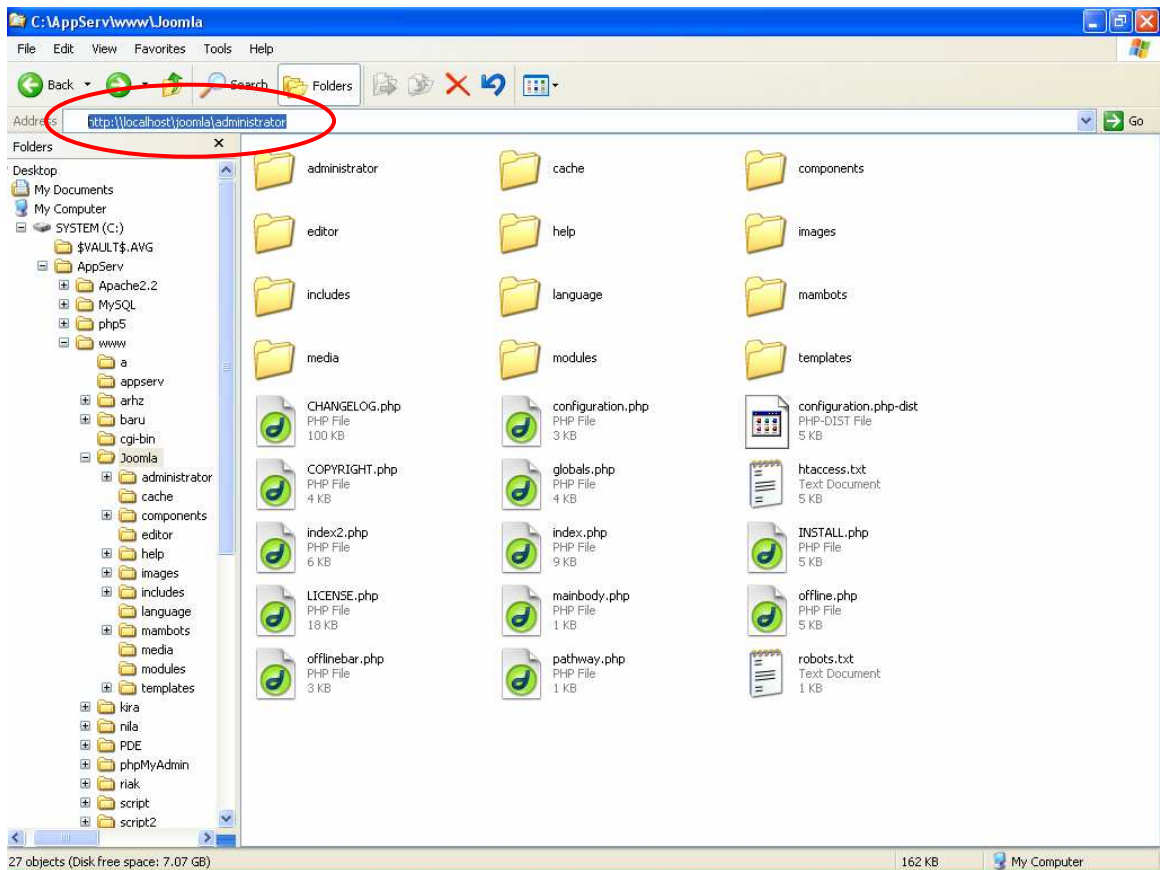 C:\AppServ\www\Joomla
File Edit View Favorites Tools Help
Back Search Folders
Address http:\\localhost\joomla\administrator Go
Folders
Desktop
My Documents
My Computer
SYSTEM (C:)
$VAULT$.AVG
AppServ
Apache2.2
MySQL
php5
www
a
appserv
arhz
baru
cgi-bin
Joomla
administrator
cache
components
editor
help
images
includes
language
mambots
media
modules
templates
kira
nila
PDE
phpMyAdmin
riak
script
script2
administrator cache components
editor help images
includes language mambots
media modules templates
CHANGELOG.php configuration.php configuration.php-dist
PHP File PHP File PHP-DIST File
100 KB 3 KB 5 KB
COPYRIGHT.php globals.php htaccess.txt
PHP File PHP File Text Document
4 KB 4 KB 5 KB
index2.php index.php INSTALL.php
PHP File PHP File PHP File
6 KB 9 KB 5 KB
LICENSE.php mainbody.php offline.php
PHP File PHP File PHP File
18 KB 1 KB 5 KB
offlinebar.php pathway.php robots.txt
PHP File PHP File Text Document
3 KB 1 KB 1 KB
27 objects (Disk free space: 7.07 GB) 162 KB My Computer